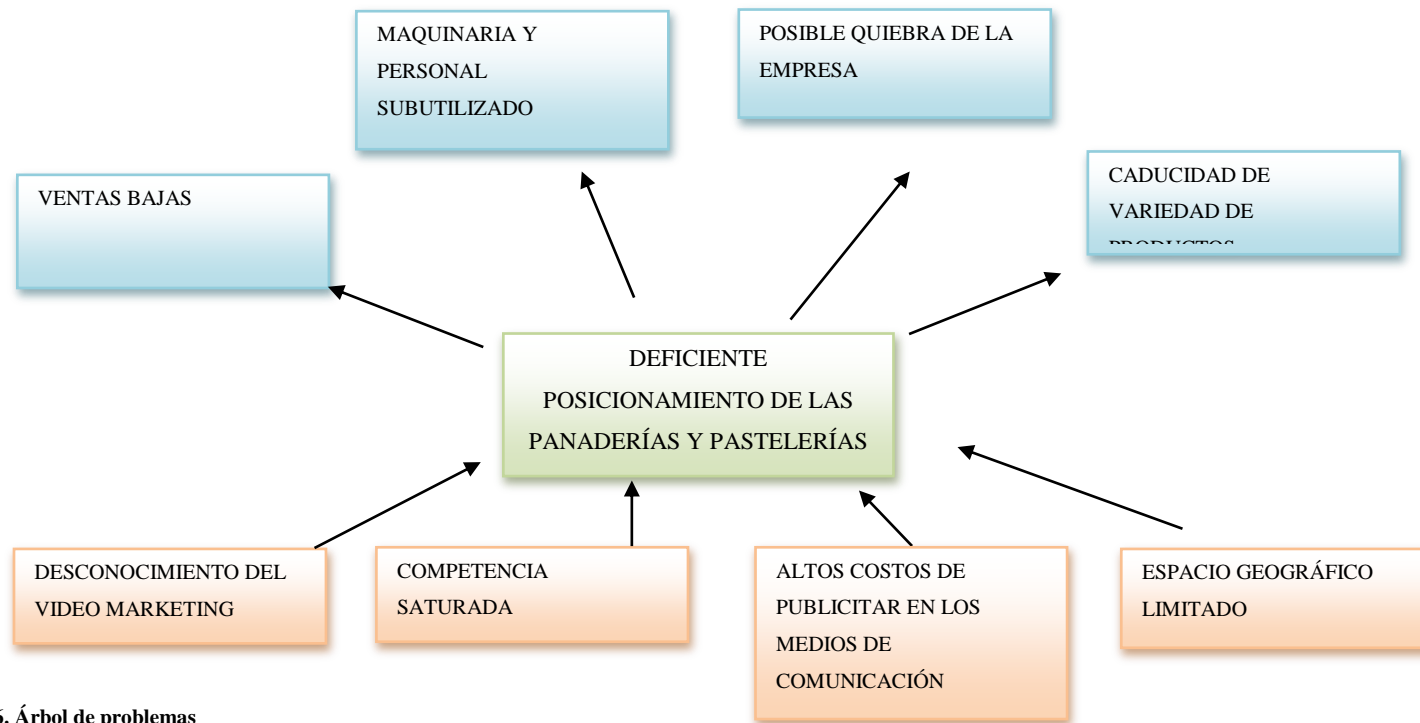 MAQUINARIA Y
PERSONAL
SUBUTILIZADO
POSIBLE QUIEBRA DE LA
EMPRESA
VENTAS BAJAS
CADUCIDAD DE
VARIEDAD DE
PRODUCTOS
DEFICIENTE
POSICIONAMIENTO DE LAS
PANADERÍAS Y PASTELERÍAS
DESCONOCIMIENTO DEL
VIDEO MARKETING
COMPETENCIA
SATURADA
ALTOS COSTOS DE
PUBLICITAR EN LOS
MEDIOS DE
COMUNICACIÓN
ESPACIO GEOGRÁFICO
LIMITADO
. Árbol de problemas